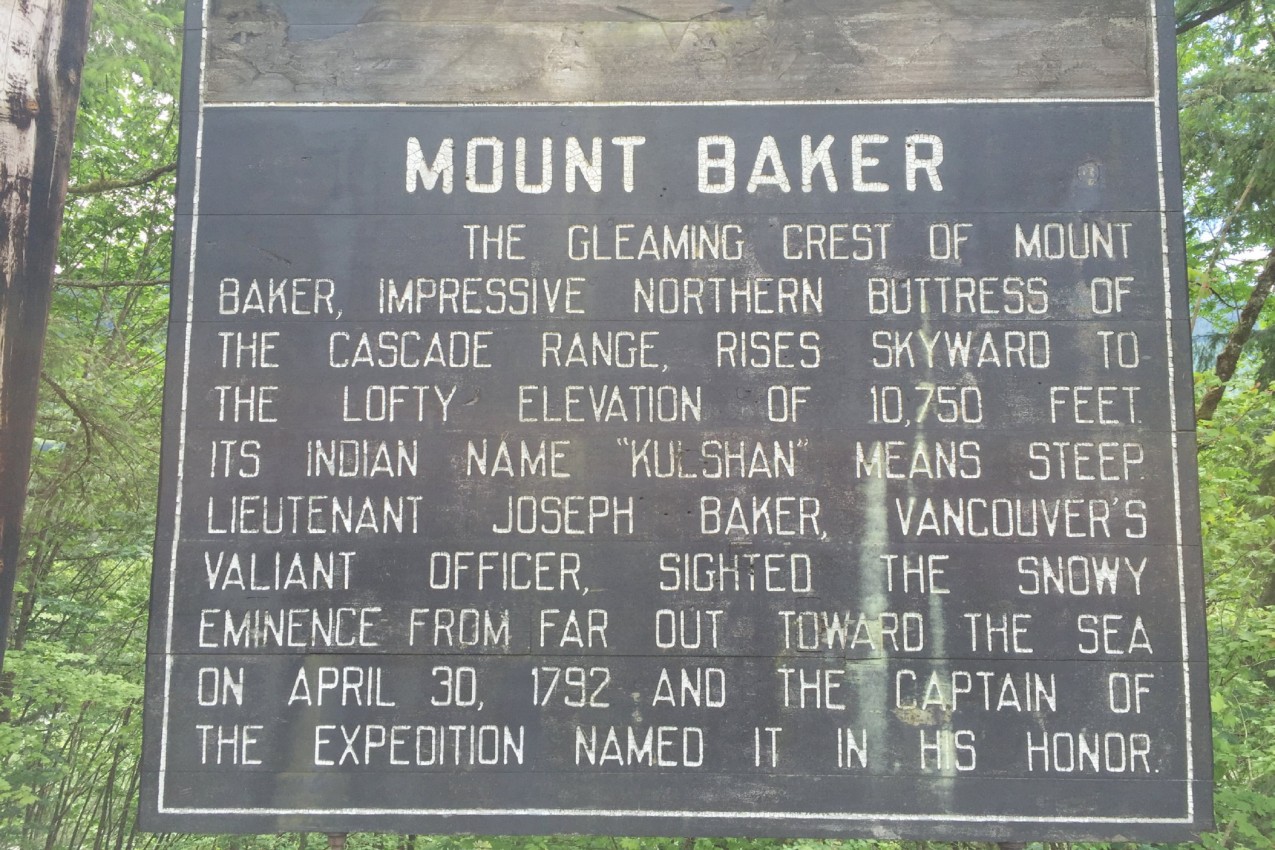 MOUNT BAKER
THE GLEAMING CREST OF MOUNT
BAKER, IMPRESSIVE NORTHERN BUTTRESS OF
THE CASCADE RANGE, RISES SKYWARD TO
THE LOFTY ELEVATION OF 10,750 FEET.
ITS INDIAN NAME "KULSHAN" MEANS STEEP.
LIEUTENANT JOSEPH BAKER, VANCOUVER'S
VALIANT OFFICER, SIGHTED THE SNOWY
EMINENCE FROM FAR OUT TOWARD THE SEA
ON APRIL 30, 1792 AND THE CAPTAIN OF
THE EXPEDITION NAMED IT IN HIS HONOR.